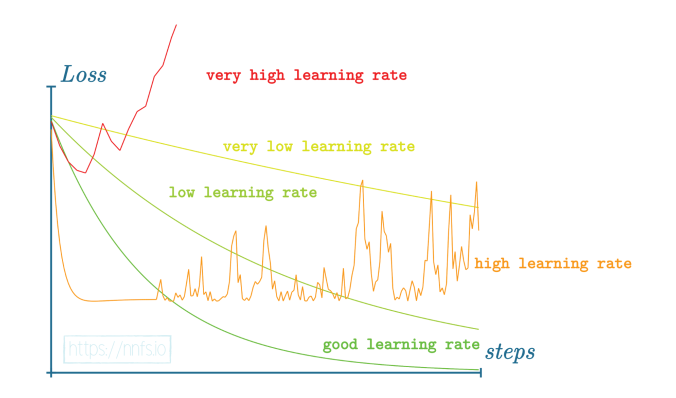 Loss
very high learning rate
very low learning rate
low learning rate
high learning rate
good learning rate
steps
https://nnfs.io